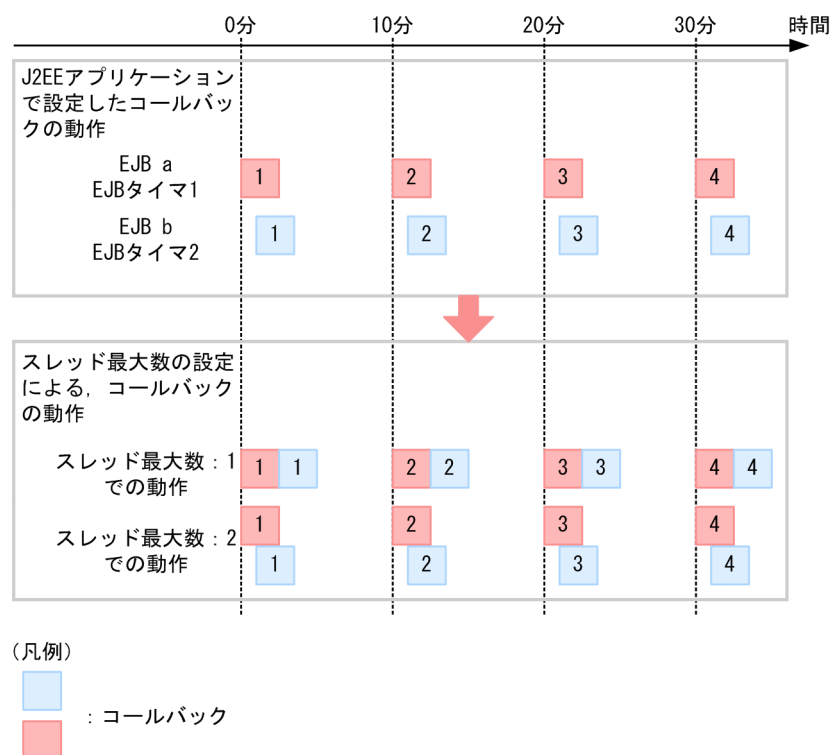 0分 10分 20分 30分 時間
J2EEアプリケーション
で設定したコールバッ
クの動作
EJB a
EJBタイマ1
1 2 3 4
EJB b
EJBタイマ2
1 2 3 4
スレッド最大数の設定
による，コールバック
の動作
スレッド最大数：1
での動作
1 1 2 2 3 3 4 4
スレッド最大数：2
での動作
1 2 3 4
1 2 3 4
（凡例）
：コールバック